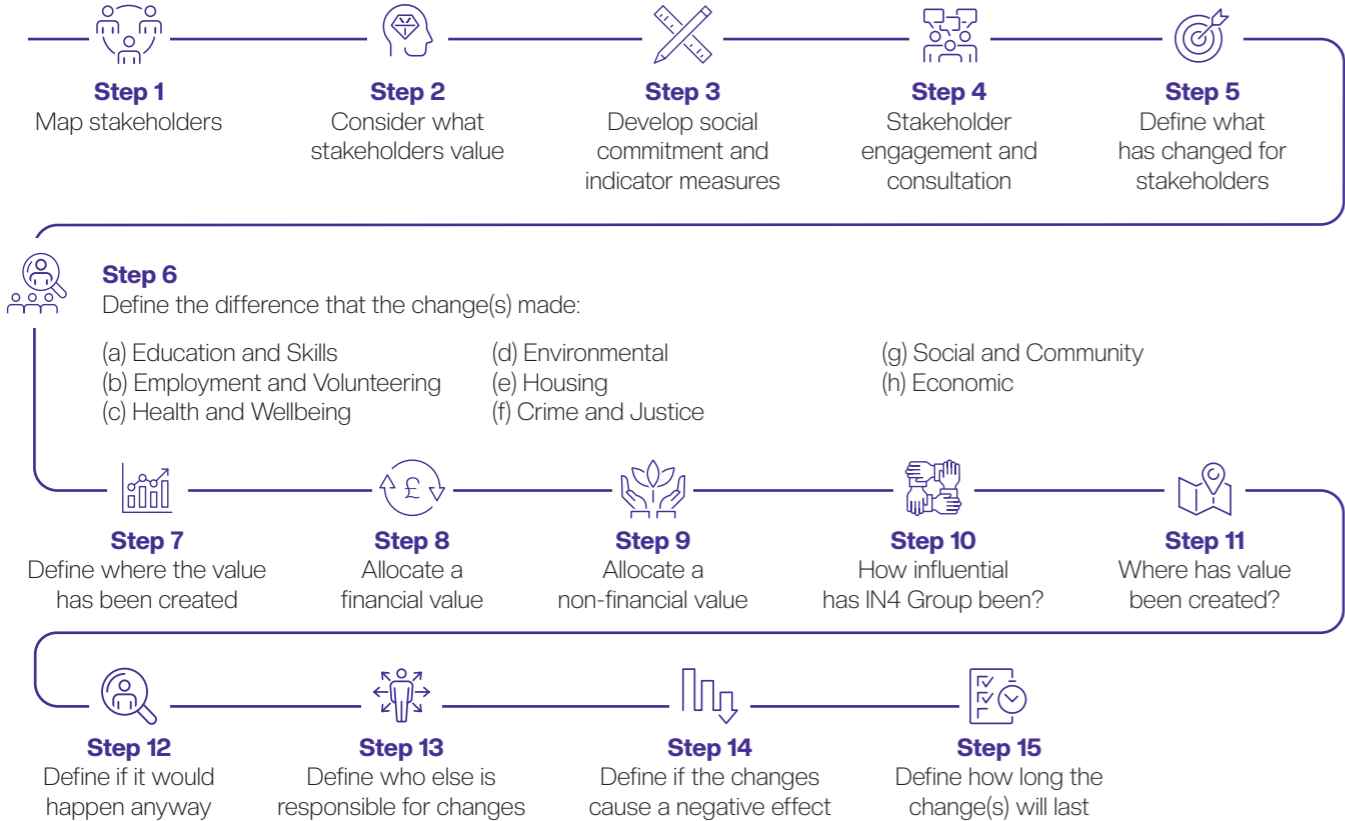 Step 1
Map stakeholders
Step 2
Consider what
stakeholders value
Step 3
Develop social
commitment and
indicator measures
Step 4
Stakeholder
engagement and
consultation
Step 5
Define what
has changed for
stakeholders
Step 6
Define the difference that the change(s) made:
(a) Education and Skills
(b) Employment and Volunteering
(c) Health and Wellbeing
(d) Environmental
(e) Housing
(f) Crime and Justice
(g) Social and Community
(h) Economic
Step 7
Define where the value
has been created
£
Step 8
Allocate a
financial value
Step 9
Allocate a
non-financial value
Step 10
How influential
has IN4 Group been?
Step 11
Where has value
been created?
Step 12
Define if it would
happen anyway
Step 13
Define who else is
responsible for changes
Step 14
Define if the changes
cause a negative effect
Step 15
Define how long the
change(s) will last